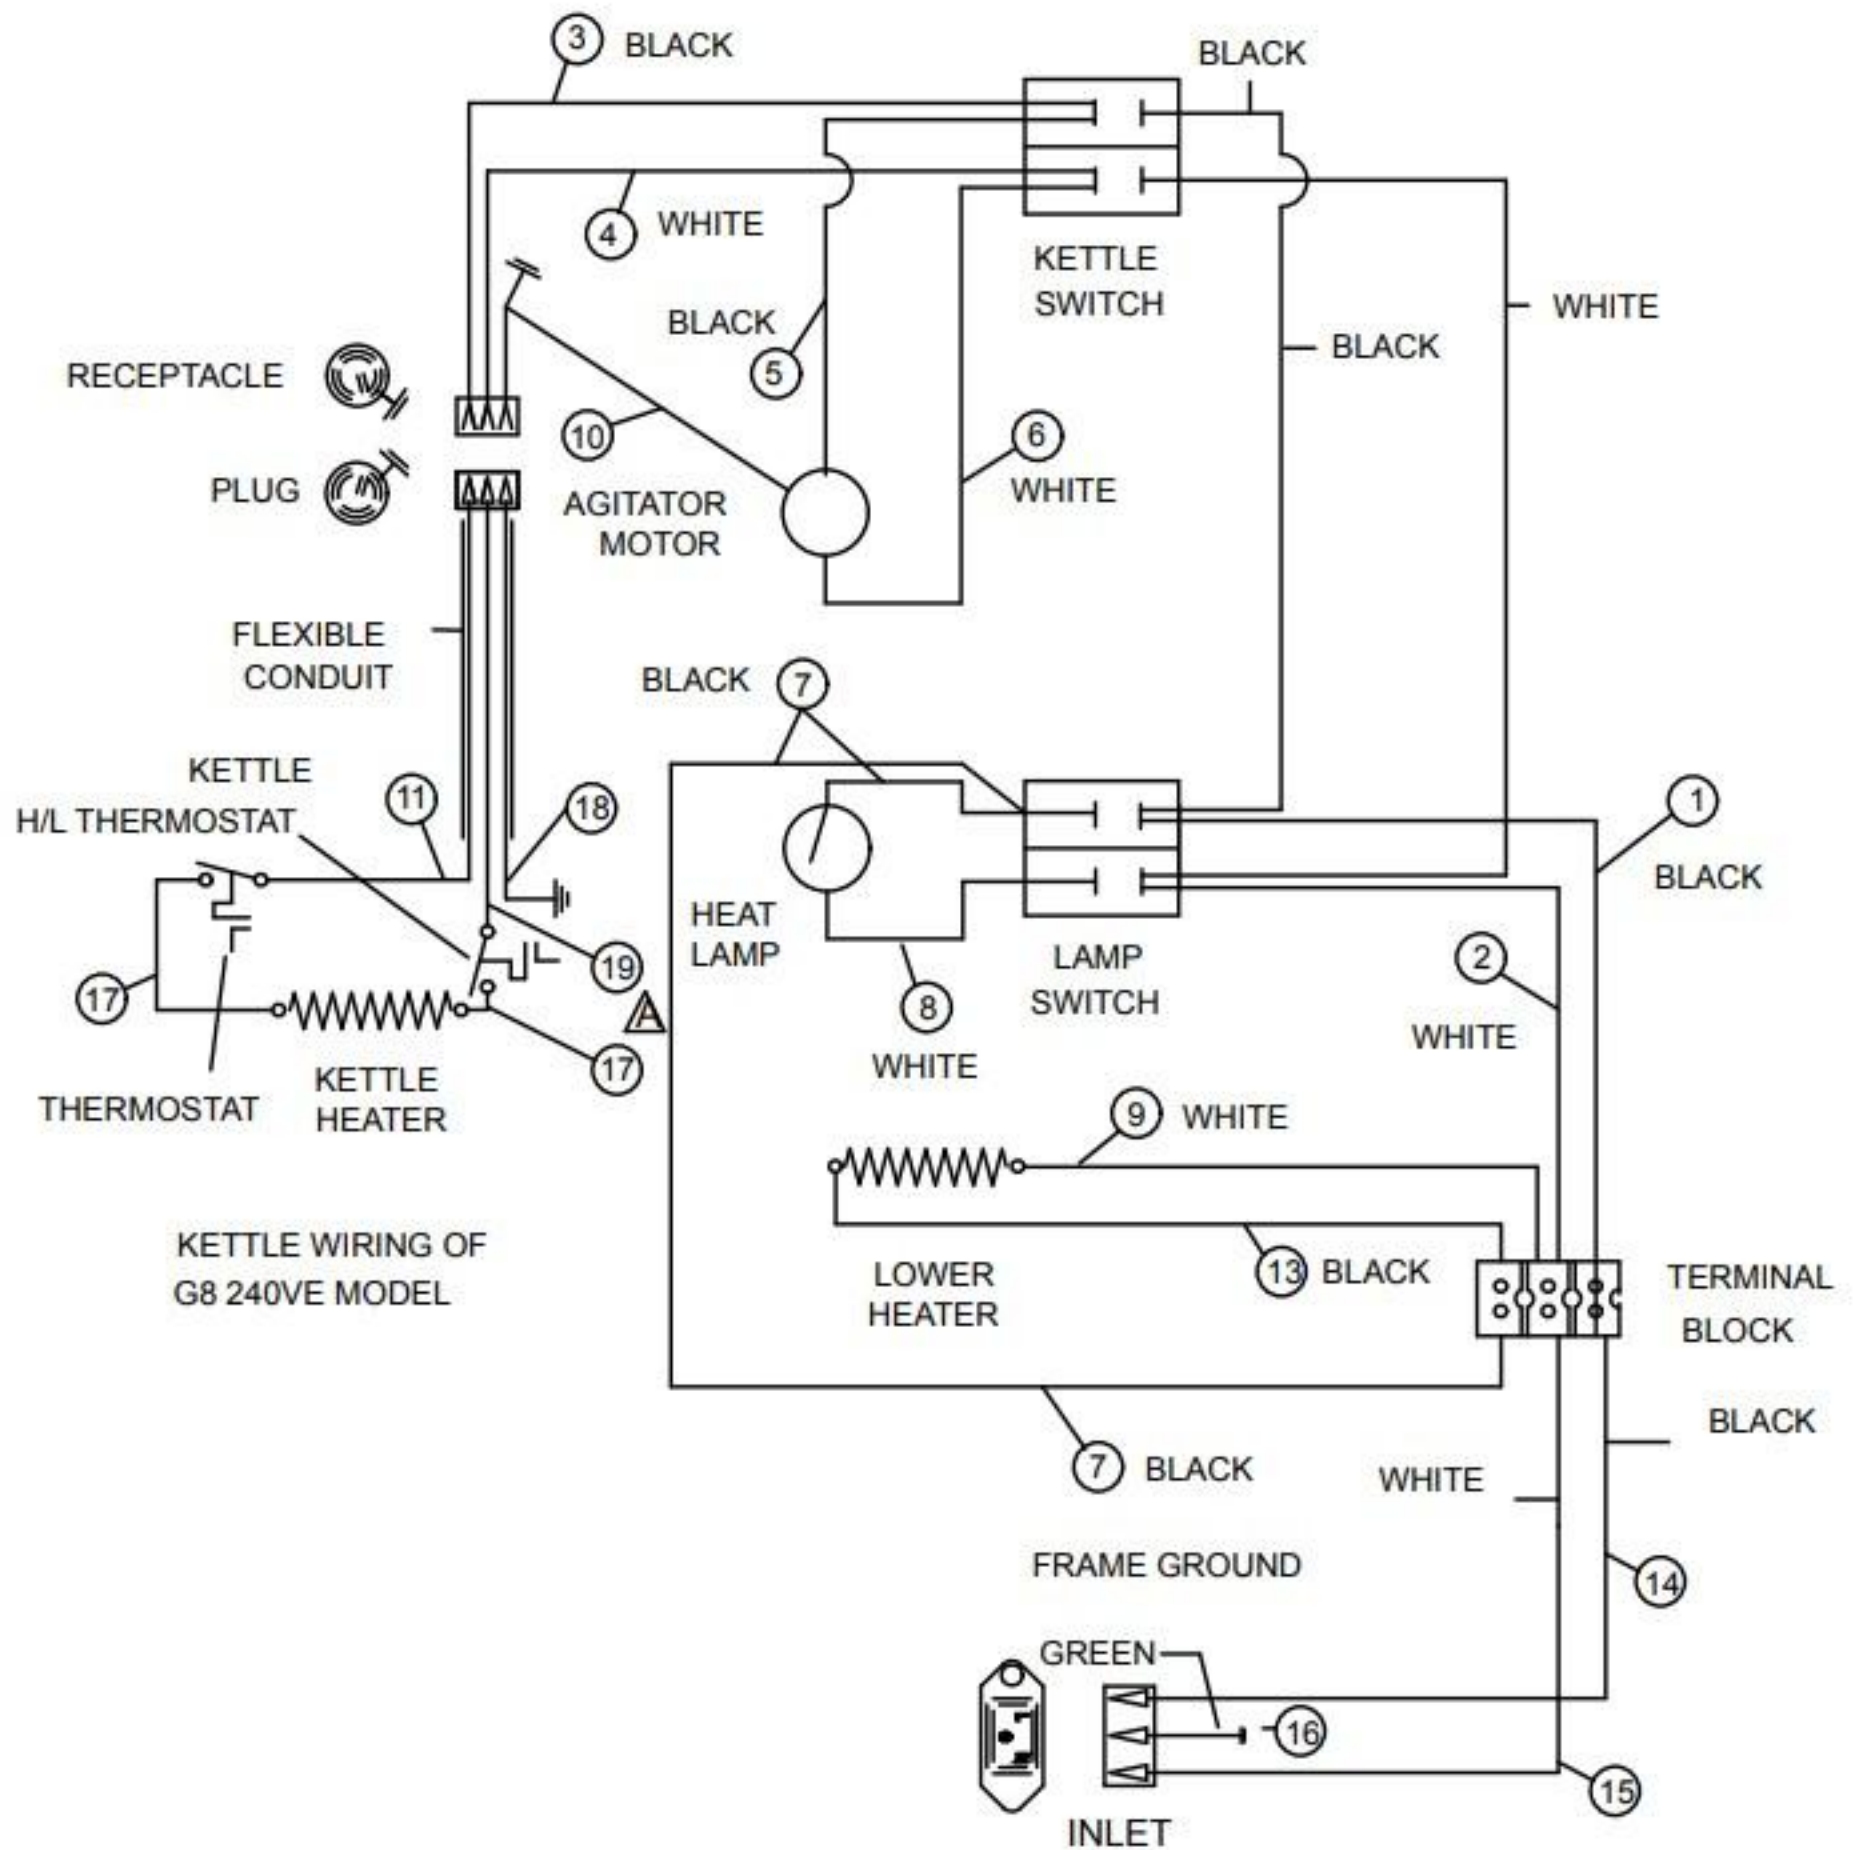 3 BLACK
BLACK
4 WHITE
KETTLE
SWITCH
WHITE
BLACK
5
BLACK
RECEPTACLE
10
6
WHITE
PLUG
AGITATOR
MOTOR
FLEXIBLE
CONDUIT
BLACK 7
KETTLE
H/L THERMOSTAT
11
18
1
BLACK
HEAT
LAMP
LAMP
SWITCH
2
WHITE
17
19
A
8
WHITE
17
KETTLE
HEATER
THERMOSTAT
9 WHITE
KETTLE WIRING OF
G8 240VE MODEL
LOWER
HEATER
13 BLACK
TERMINAL
BLOCK
BLACK
7 BLACK
WHITE
FRAME GROUND
14
GREEN
16
15
INLET